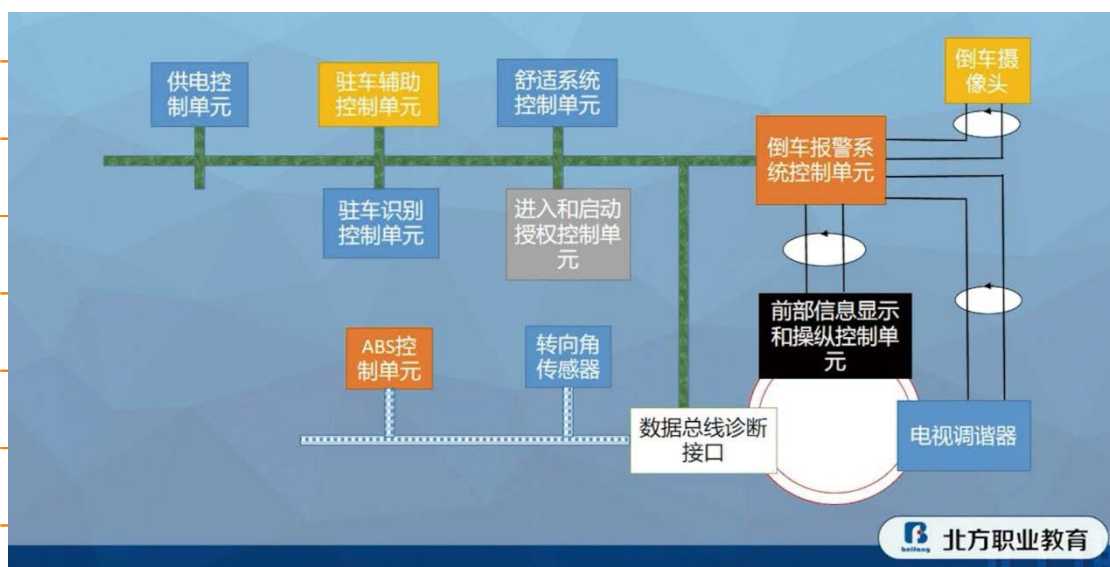 供电控
制单元
驻车辅助
控制单元
舒适系统
控制单元
倒车摄
像头
倒车报警系
统控制单元
驻车识别
控制单元
进入和启动
授权控制单
元
前部信息显示
和操纵控制单
元
ABS控
制单元
转向角
传感器
数据总线诊断
接口
电视调谐器
beifang
北方职业教育